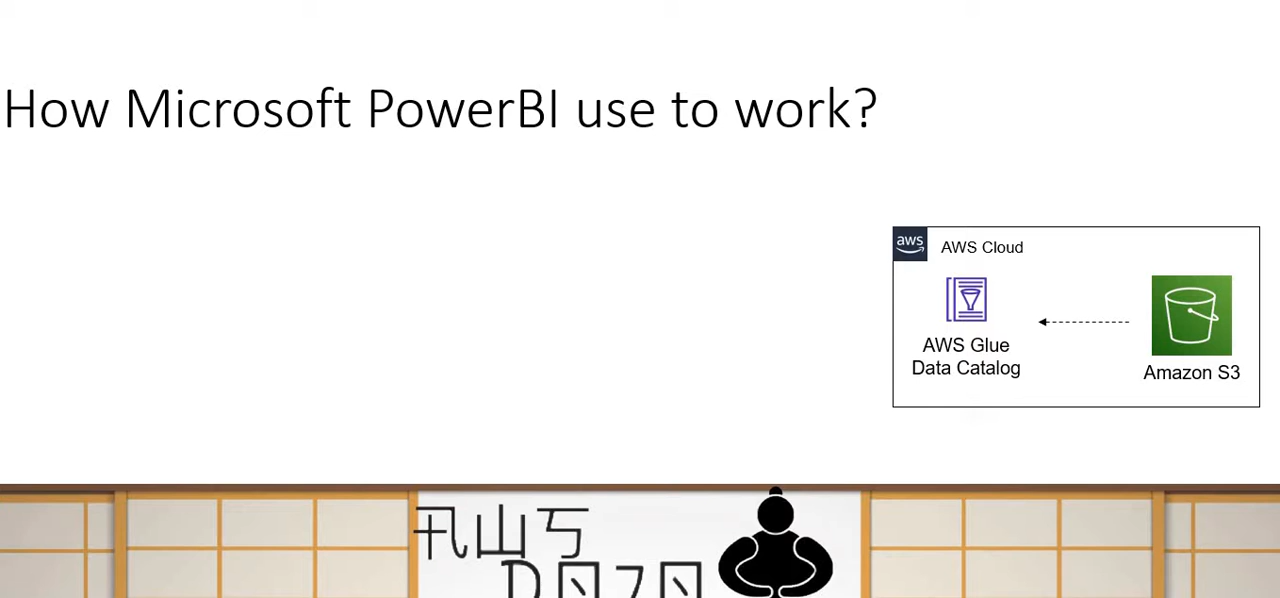 How Microsoft PowerBI use to work?
aws
AWS Cloud
AWS Glue
Data Catalog
Amazon S3